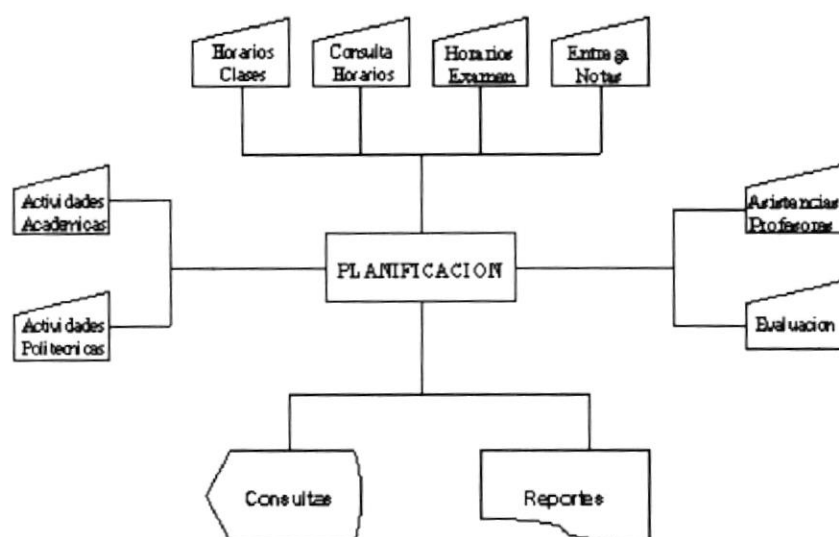 Horarios
Clases
Consulta
Horarios
Horarios
Examen
Entrega
Notas
Actividades
Academicas
Asistencias
Profesores
PLANIFICACION
Actividades
Politecnicas
Evaluacion
Consultas
Reportes